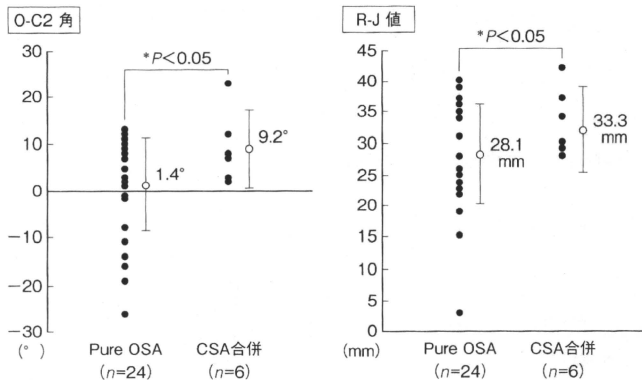 O-C2 角
30
20
10
0
−10
−20
−30
(°)
*P<0.05
1.4°
9.2°
Pure OSA
(n=24)
CSA合併
(n=6)
R-J 値
45
40
35
30
25
20
15
10
5
0
(mm)
*P<0.05
28.1
mm
33.3
mm
Pure OSA
(n=24)
CSA合併
(n=6)